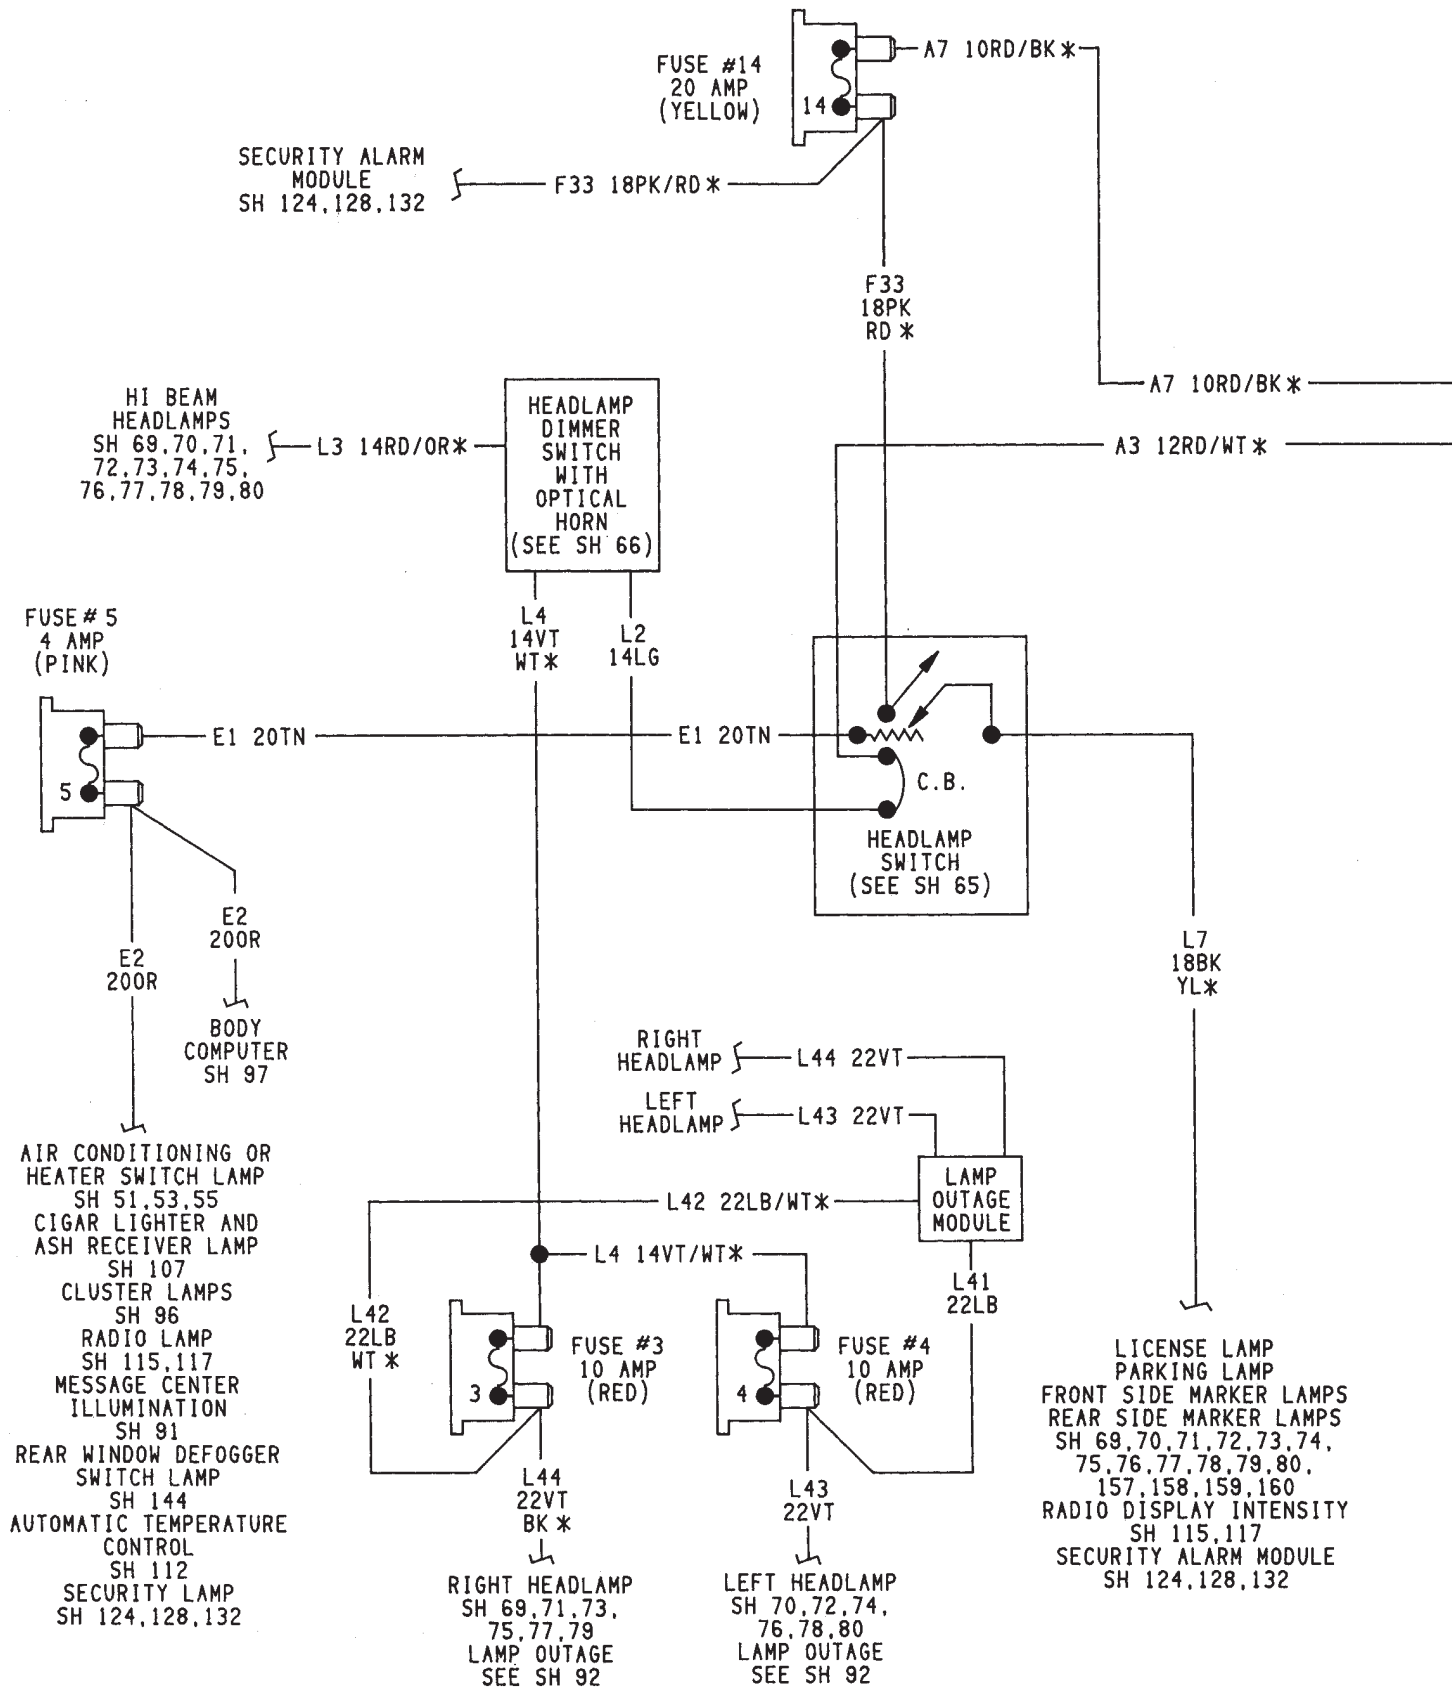 FUSE #14
20 AMP
(YELLOW)
14
A7 10RD/BK*
SECURITY ALARM
MODULE
SH 124,128,132
F33 18PK/RD*
F33
18PK
RD*
A7 10RD/BK*
HI BEAM
HEADLAMPS
SH 69,70,71,
72,73,74,75,
76,77,78,79,80
L3 14RD/OR*
HEADLAMP
DIMMER
SWITCH
WITH
OPTICAL
HORN
(SEE SH 66)
A3 12RD/WT*
FUSE# 5
4 AMP
(PINK)
5
L4
14VT
WT*
L2
14LG
E1 20TN
E1 20TN
C.B.
HEADLAMP
SWITCH
(SEE SH 65)
E2
20OR
E2
20OR
BODY
COMPUTER
SH 97
L7
18BK
YL*
RIGHT
HEADLAMP
L44 22VT
LEFT
HEADLAMP
L43 22VT
LAMP
OUTAGE
MODULE
L42 22LB/WT*
L4 14VT/WT*
L41
22LB
L42
22LB
WT*
AIR CONDITIONING OR
HEATER SWITCH LAMP
SH 51,53,55
CIGAR LIGHTER AND
ASH RECEIVER LAMP
SH 107
CLUSTER LAMPS
SH 96
RADIO LAMP
SH 115,117
MESSAGE CENTER
ILLUMINATION
SH 91
REAR WINDOW DEFOGGER
SWITCH LAMP
SH 144
AUTOMATIC TEMPERATURE
CONTROL
SH 112
SECURITY LAMP
SH 124,128,132
3
FUSE #3
10 AMP
(RED)
4
FUSE #4
10 AMP
(RED)
L44
22VT
BK*
RIGHT HEADLAMP
SH 69,71,73,
75,77,79
LAMP OUTAGE
SEE SH 92
L43
22VT
LEFT HEADLAMP
SH 70,72,74,
76,78,80
LAMP OUTAGE
SEE SH 92
LICENSE LAMP
PARKING LAMP
FRONT SIDE MARKER LAMPS
REAR SIDE MARKER LAMPS
SH 69,70,71,72,73,74,
75,76,77,78,79,80,
157,158,159,160
RADIO DISPLAY INTENSITY
SH 115,117
SECURITY ALARM MODULE
SH 124,128,132